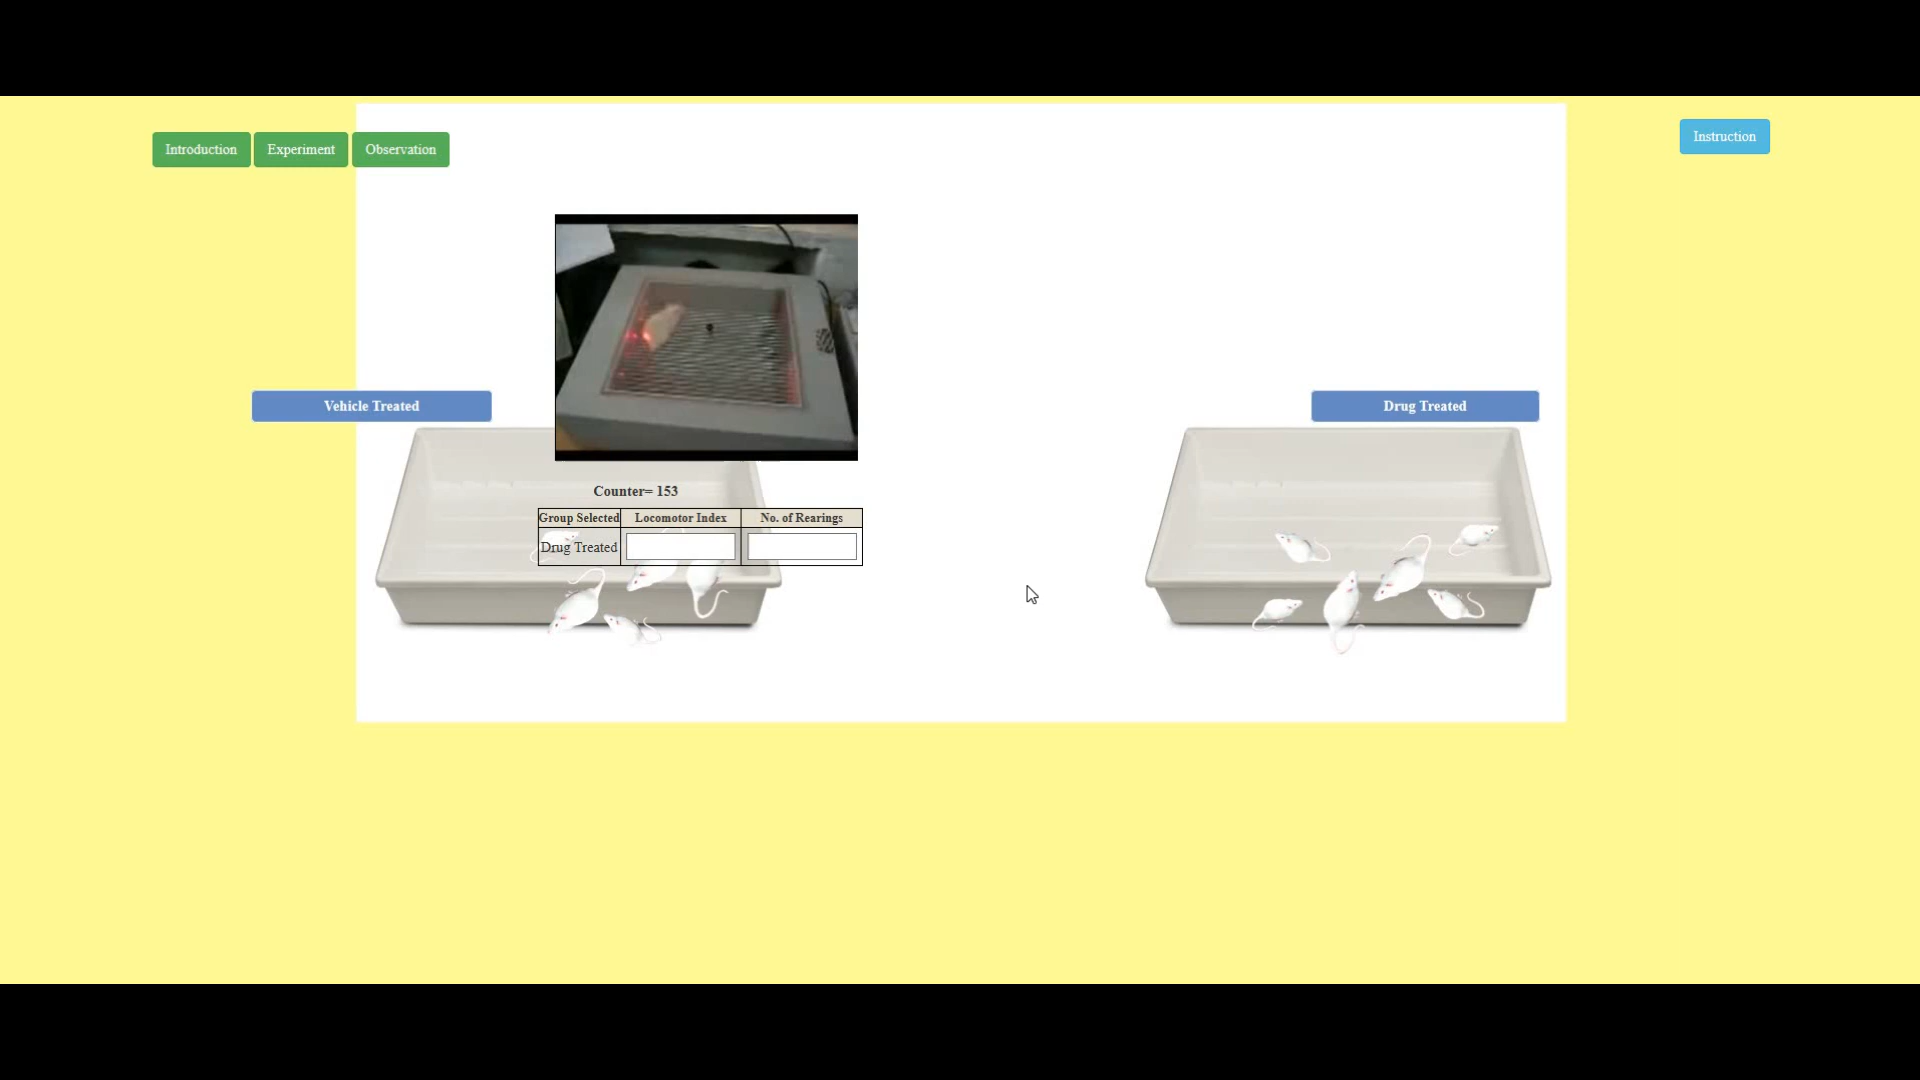 Introduction Experiment Observation
Instruction
Vehicle Treated
Drug Treated
Counter= 153
Group Selected Locomotor Index No. of Rearings
Drug Treated